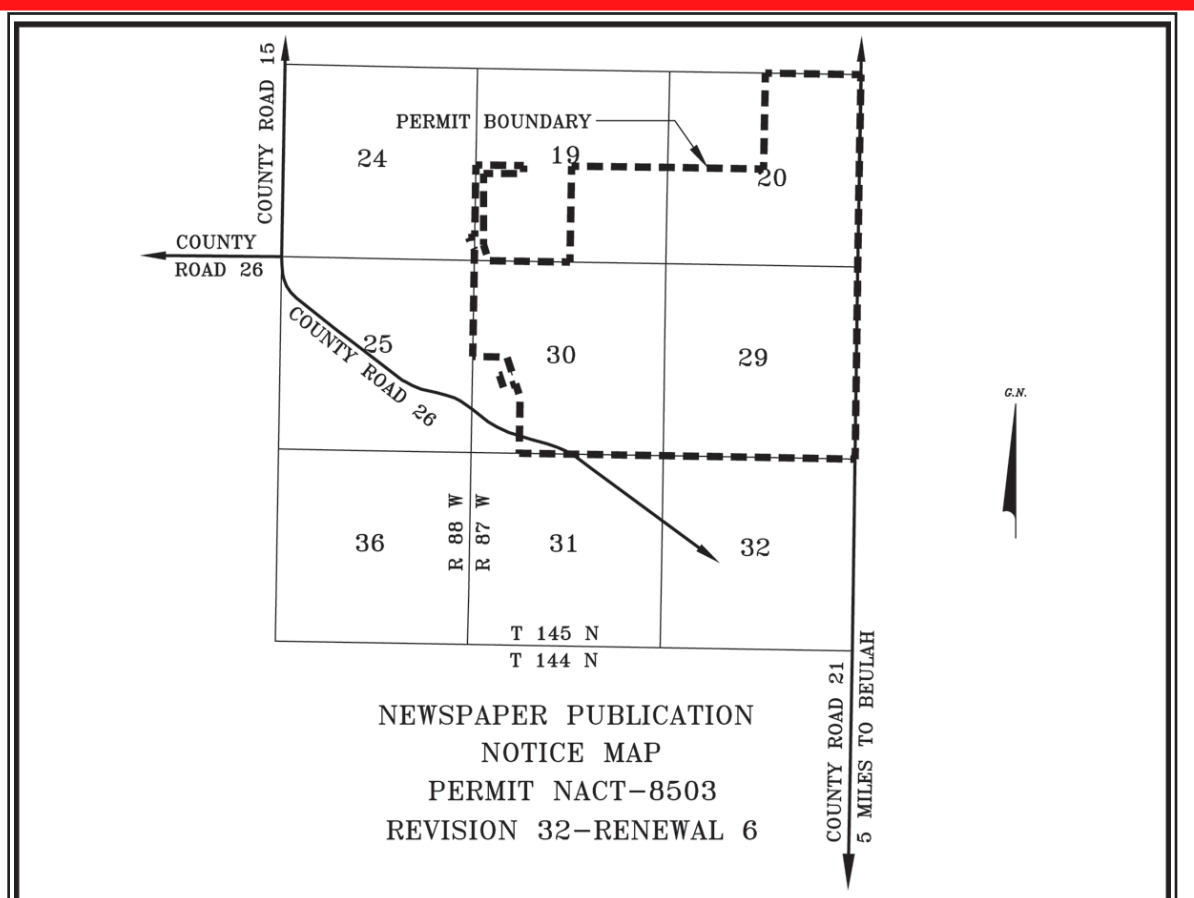 COUNTY ROAD 15
PERMIT BOUNDARY
24
19
20
COUNTY
ROAD 26
COUNTY ROAD 26
25
30
29
G.N.
R 88 W
R 87 W
36
31
32
T 145 N
T 144 N
COUNTY ROAD 21
5 MILES TO BEULAH
NEWSPAPER PUBLICATION
NOTICE MAP
PERMIT NACT-8503
REVISION 32-RENEWAL 6